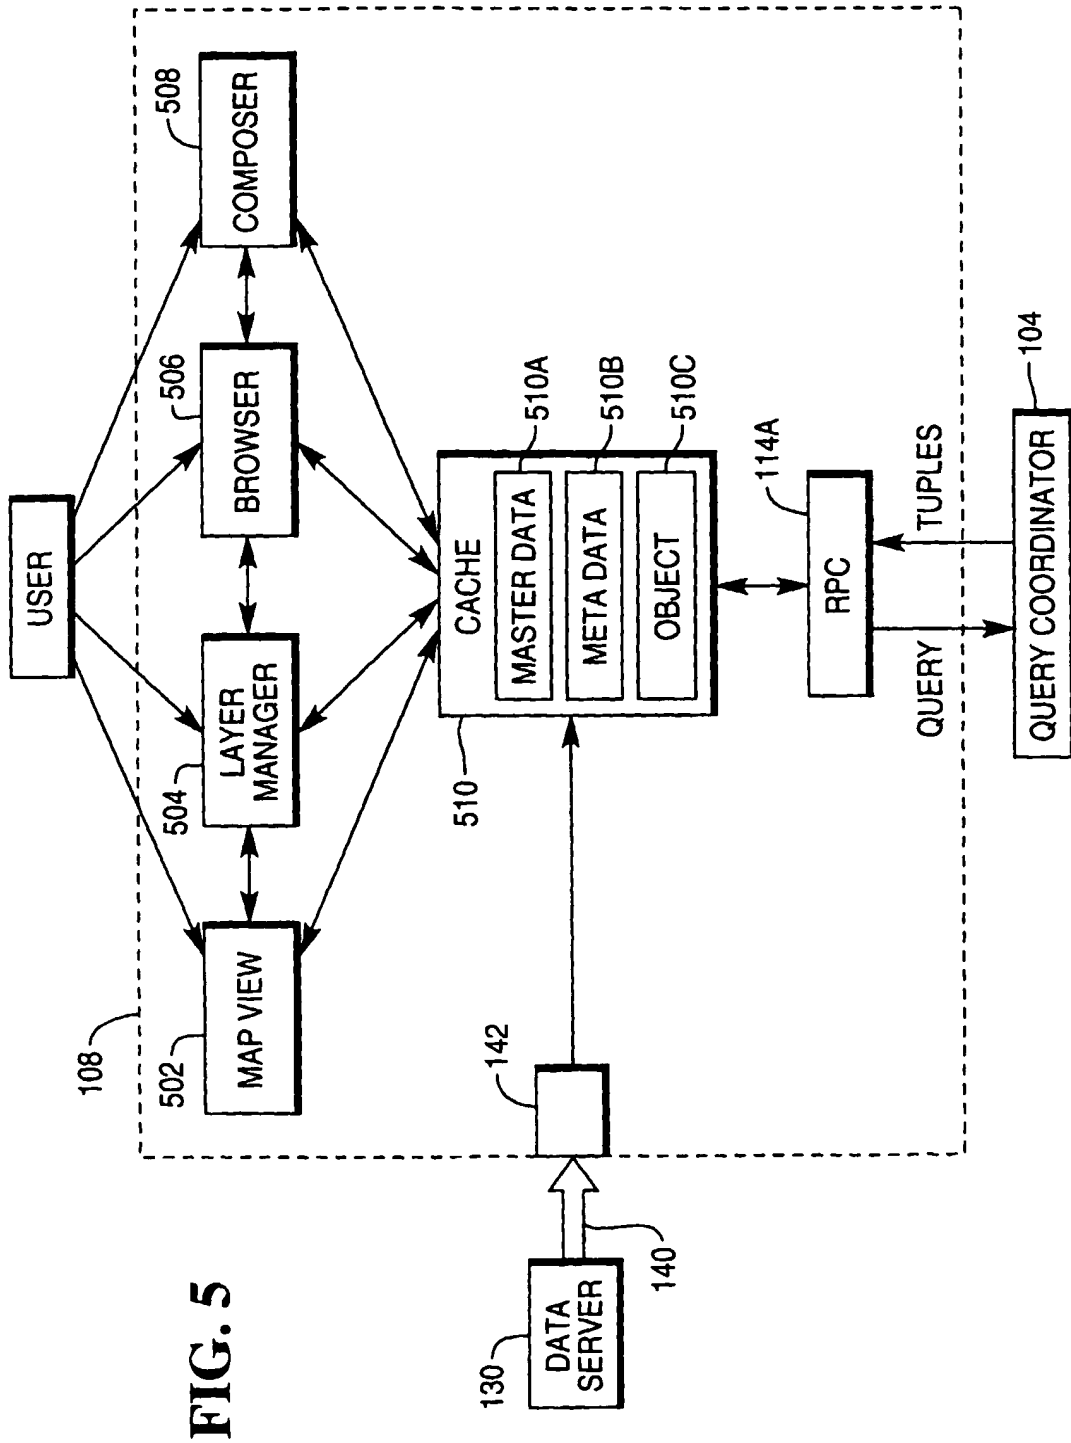 USER
108
502
MAP VIEW
504
LAYER
MANAGER
506
BROWSER
508
COMPOSER
510
CACHE
MASTER DATA
510A
META DATA
510B
OBJECT
510C
142
130
DATA
SERVER
140
RPC
114A
QUERY
TUPLES
QUERY COORDINATOR
104
FIG. 5